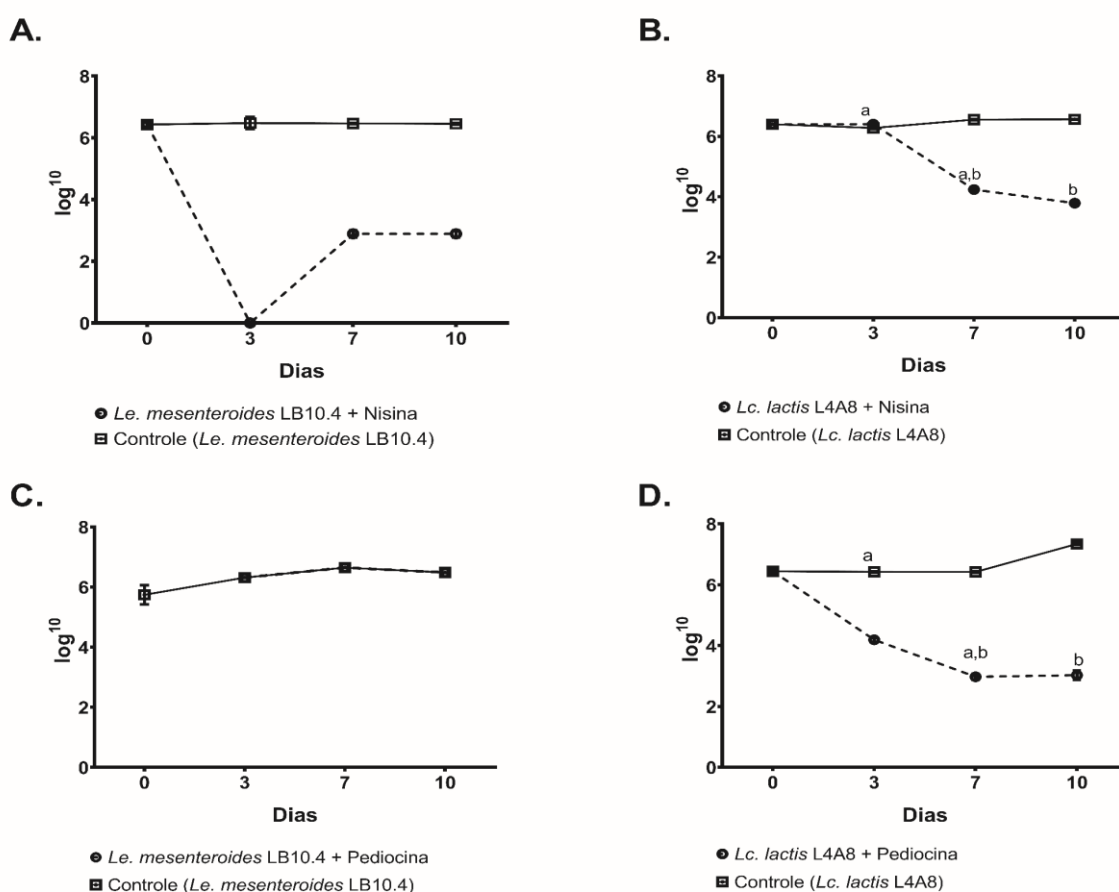 A.
8
6
4
2
0
log¹⁰
0 3 7 10
Dias
Le. mesenteroides LB10.4 + Nisina
Controle (Le. mesenteroides LB10.4)
B.
8
6
4
2
0
log¹⁰
a
a,b
b
0 3 7 10
Dias
Lc. lactis L4A8 + Nisina
Controle (Lc. lactis L4A8)
C.
8
6
4
2
0
log¹⁰
0 3 7 10
Dias
Le. mesenteroides LB10.4 + Pediocina
Controle (Le. mesenteroides LB10.4)
D.
8
6
4
2
0
log¹⁰
a
a,b
b
0 3 7 10
Dias
Lc. lactis L4A8 + Pediocina
Controle (Lc. lactis L4A8)